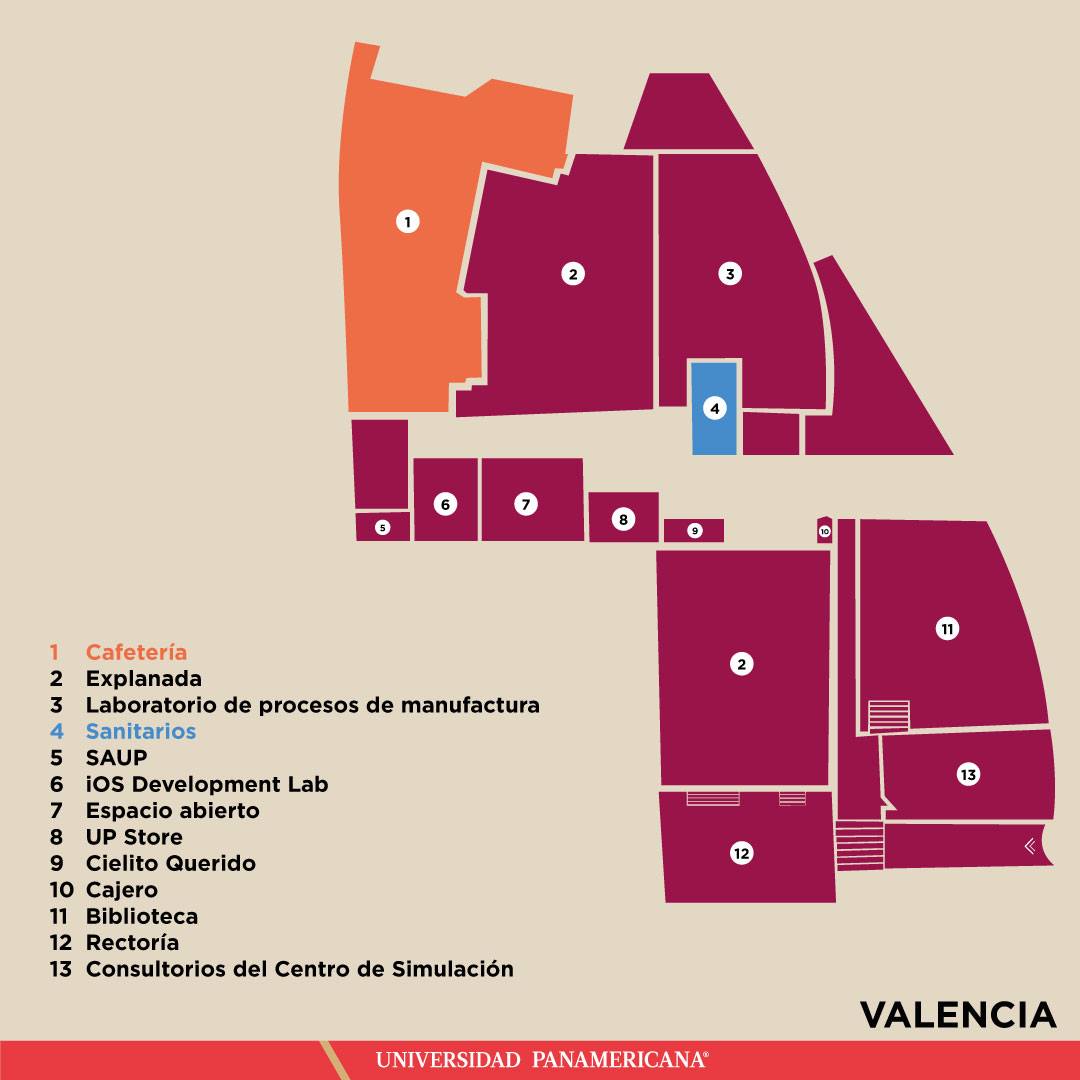 1
2
3
4
5
6
7
8
9
10
11
2
13
12
1 Cafetería
2 Explanada
3 Laboratorio de procesos de manufactura
4 Sanitarios
5 SAUP
6 iOS Development Lab
7 Espacio abierto
8 UP Store
9 Cielito Querido
10 Cajero
11 Biblioteca
12 Rectoría
13 Consultorios del Centro de Simulación
VALENCIA
UNIVERSIDAD PANAMERICANA®